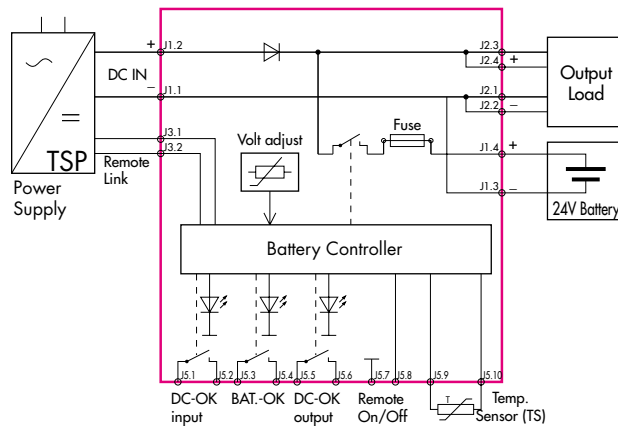 +
J1.2
J2.3
J2.4
+
DC IN
Output
Load
−
J1.1
J2.1
J2.2
−
J3.1
J3.2
TSP
Remote
Link
Power
Supply
Volt adjust
Fuse
+
J1.4
J1.3
−
24V Battery
Battery Controller
J5.1
J5.2
J5.3
J5.4
J5.5
J5.6
J5.7
J5.8
J5.9
J5.10
DC-OK
input
BAT.-OK
DC-OK
output
Remote
On/Off
T
Temp.
Sensor (TS)